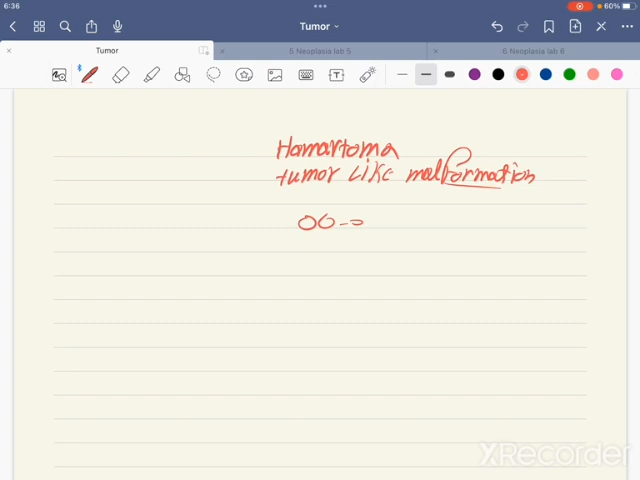 6:36
60%
Tumor
Tumor
5 Neoplasia lab 5
6 Neoplasia lab 6
T
Hamartoma
tumor like malformation
XRecorder